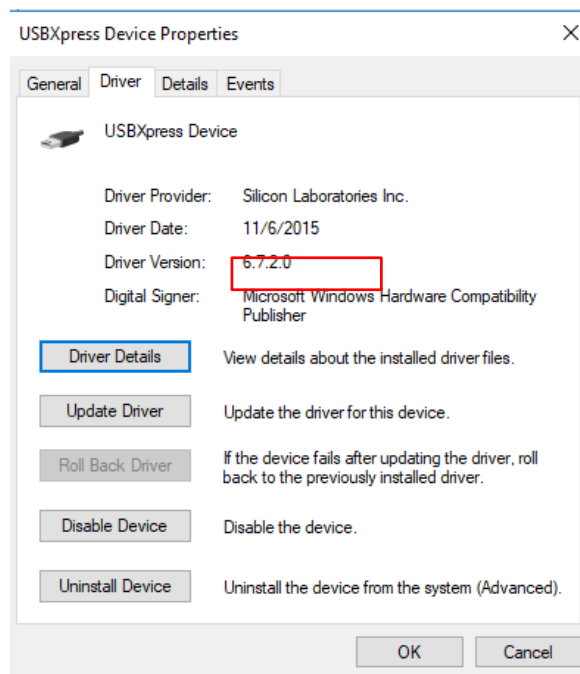 USBXpress Device Properties
General Driver Details Events
USBXpress Device
Driver Provider: Silicon Laboratories Inc.
Driver Date: 11/6/2015
Driver Version: 6.7.2.0
Digital Signer: Microsoft Windows Hardware Compatibility
Publisher
Driver Details View details about the installed driver files.
Update Driver Update the driver for this device.
Roll Back Driver If the device fails after updating the driver, roll
back to the previously installed driver.
Disable Device Disable the device.
Uninstall Device Uninstall the device from the system (Advanced).
OK Cancel